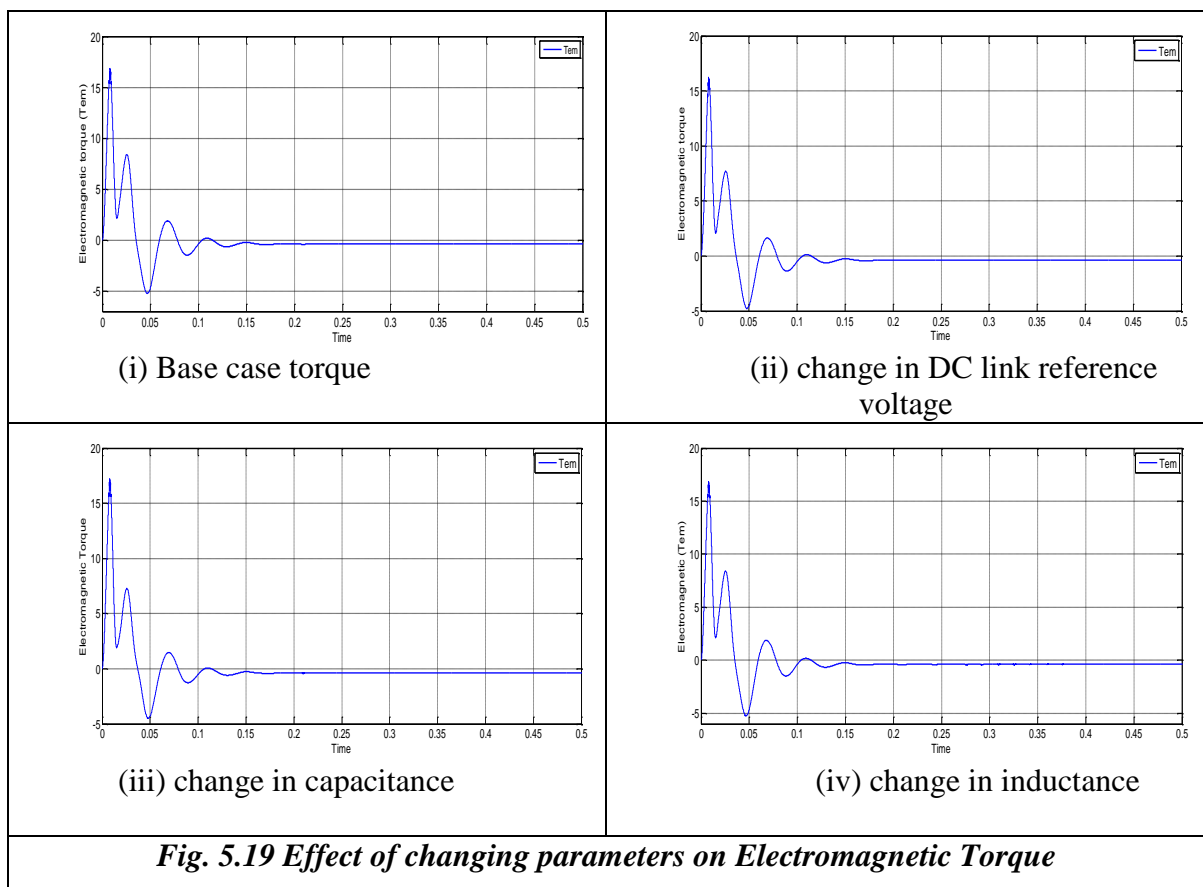 20
15
10
5
0
-5
Electromagnetic torque (Tem)
Tem
0 0.05 0.1 0.15 0.2 0.25 0.3 0.35 0.4 0.45 0.5
Time
(i) Base case torque
20
15
10
5
0
-5
Electromagnetic torque
Tem
0 0.05 0.1 0.15 0.2 0.25 0.3 0.35 0.4 0.45 0.5
Time
(ii) change in DC link reference
voltage
20
15
10
5
0
-5
Electromagnetic Torque
Tem
0 0.05 0.1 0.15 0.2 0.25 0.3 0.35 0.4 0.45 0.5
Time
(iii) change in capacitance
20
15
10
5
0
-5
Electromagnetic (Tem)
Tem
0 0.05 0.1 0.15 0.2 0.25 0.3 0.35 0.4 0.45 0.5
Time
(iv) change in inductance
Fig. 5.19 Effect of changing parameters on Electromagnetic Torque